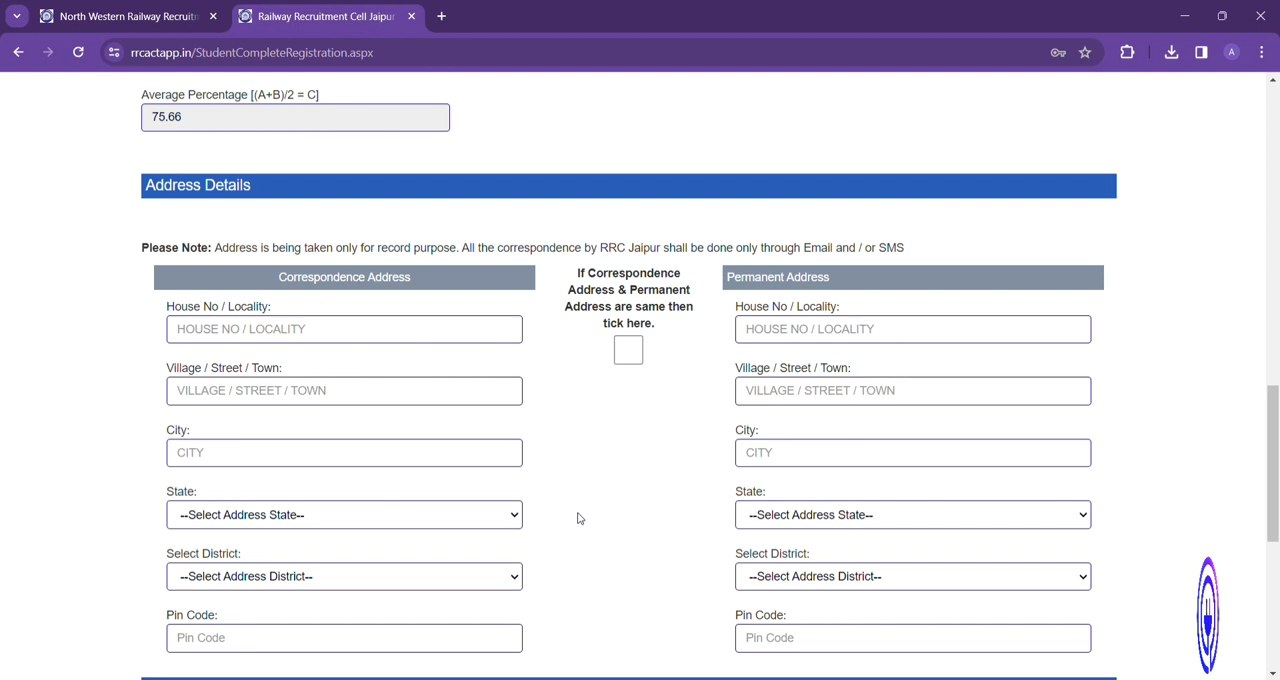 North Western Railway Recruitm
Railway Recruitment Cell Jaipur
rrcactapp.in/StudentCompleteRegistration.aspx
A
Average Percentage [(A+B)/2 = C]
75.66
Address Details
Please Note: Address is being taken only for record purpose. All the correspondence by RRC Jaipur shall be done only through Email and / or SMS
Correspondence Address
If Correspondence
Address & Permanent
Address are same then
tick here.
Permanent Address
House No / Locality:
HOUSE NO / LOCALITY
Village / Street / Town:
VILLAGE / STREET / TOWN
City:
CITY
State:
--Select Address State--
Select District:
--Select Address District--
Pin Code:
Pin Code
House No / Locality:
HOUSE NO / LOCALITY
Village / Street / Town:
VILLAGE / STREET / TOWN
City:
CITY
State:
--Select Address State--
Select District:
--Select Address District--
Pin Code:
Pin Code